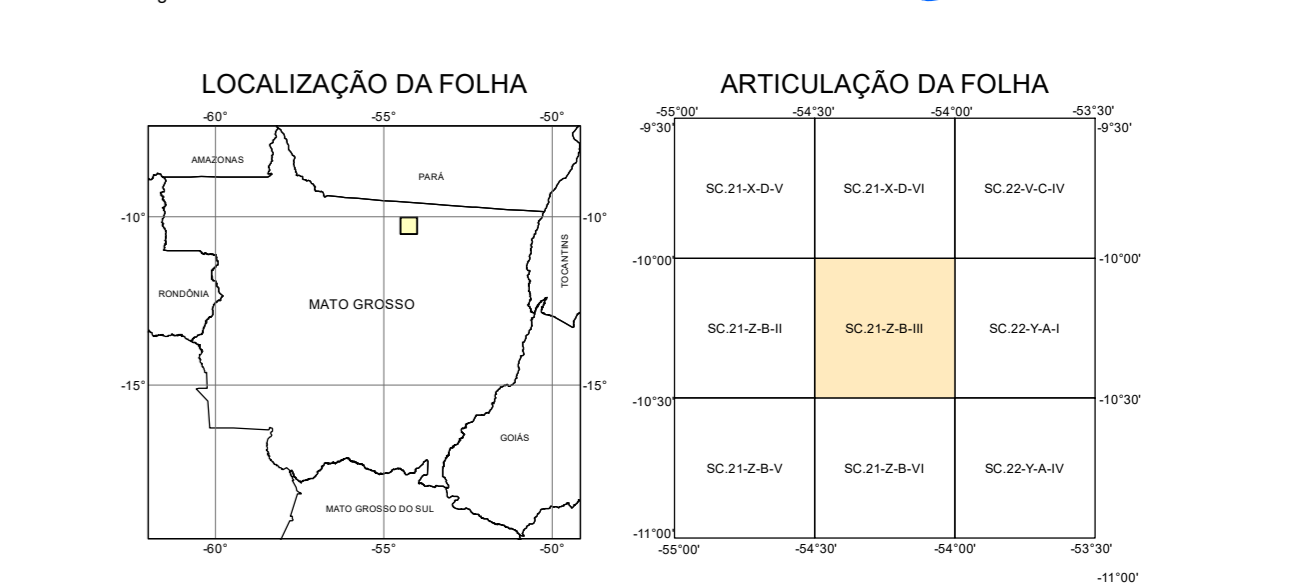 LOCALIZAÇÃO DA FOLHA
-60°
-55°
-50°
AMAZONAS
PARÁ
-10°
-10°
TOCANTINS
RONDÔNIA
MATO GROSSO
-15°
-15°
GOIÁS
MATO GROSSO DO SUL
-60°
-55°
-50°
ARTICULAÇÃO DA FOLHA
-55°00'
-54°30'
-54°00'
-53°30'
-9°30'
-9°30'
SC.21-X-D-V
SC.21-X-D-VI
SC.22-V-C-IV
-10°00'
-10°00'
SC.21-Z-B-II
SC.21-Z-B-III
SC.22-Y-A-I
-10°30'
-10°30'
SC.21-Z-B-V
SC.21-Z-B-VI
SC.22-Y-A-IV
-11°00'
-55°00'
-54°30'
-54°00'
-53°30'
-11°00'